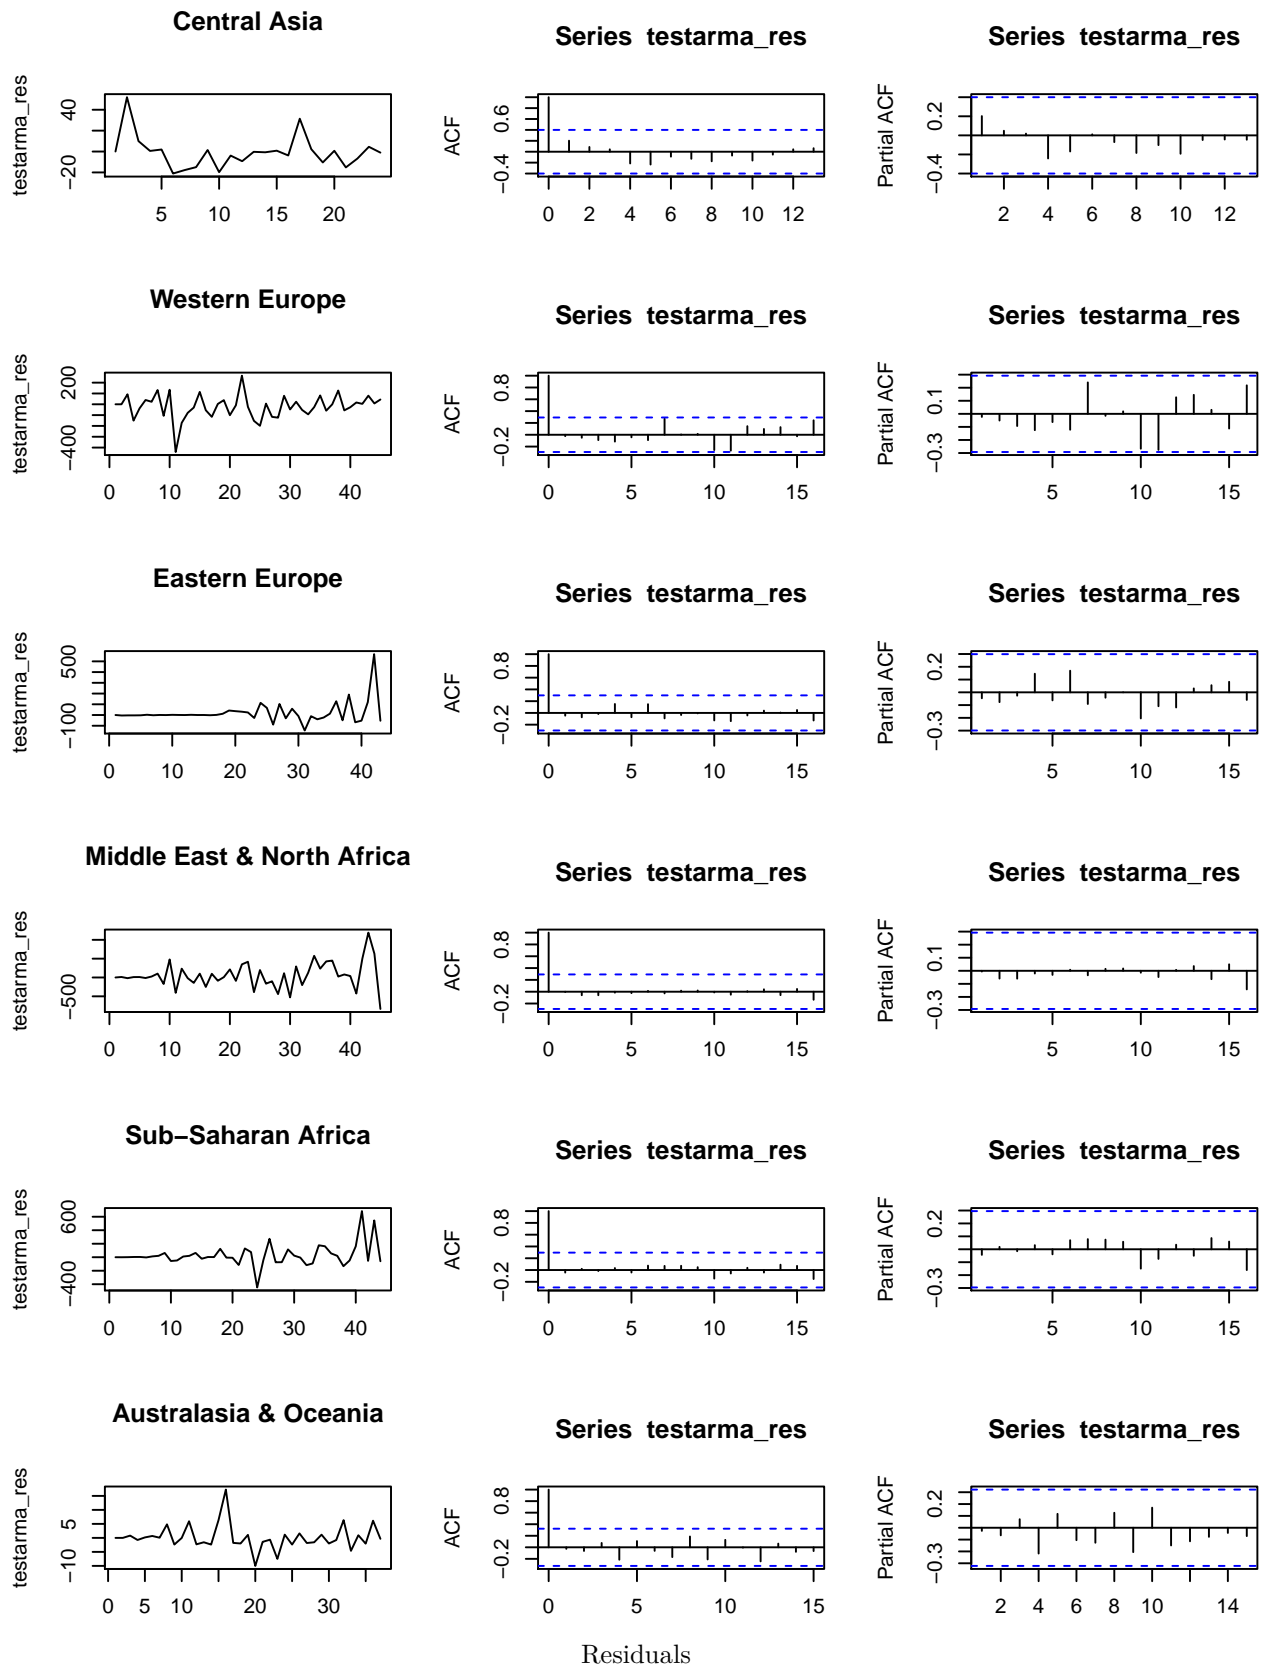 Central Asia
Series testarma_res
Series testarma_res
testarma_res
−20 40
5 10 15 20
ACF
−0.4 0.6
0 2 4 6 8 10 12
Partial ACF
−0.4 0.2
2 4 6 8 10 12
Western Europe
Series testarma_res
Series testarma_res
testarma_res
−400 200
0 10 20 30 40
ACF
−0.2 0.8
0 5 10 15
Partial ACF
−0.3 0.1
5 10 15
Eastern Europe
Series testarma_res
Series testarma_res
testarma_res
−100 500
0 10 20 30 40
ACF
−0.2 0.8
0 5 10 15
Partial ACF
−0.3 0.2
5 10 15
Middle East & North Africa
Series testarma_res
Series testarma_res
testarma_res
−500
0 10 20 30 40
ACF
−0.2 0.8
0 5 10 15
Partial ACF
−0.3 0.1
5 10 15
Sub−Saharan Africa
Series testarma_res
Series testarma_res
testarma_res
−400 600
0 10 20 30 40
ACF
−0.2 0.8
0 5 10 15
Partial ACF
−0.3 0.2
5 10 15
Australasia & Oceania
Series testarma_res
Series testarma_res
testarma_res
−10 5
0 5 10 20 30
ACF
−0.2 0.8
0 5 10 15
Partial ACF
−0.3 0.2
2 4 6 8 10 14
Residuals